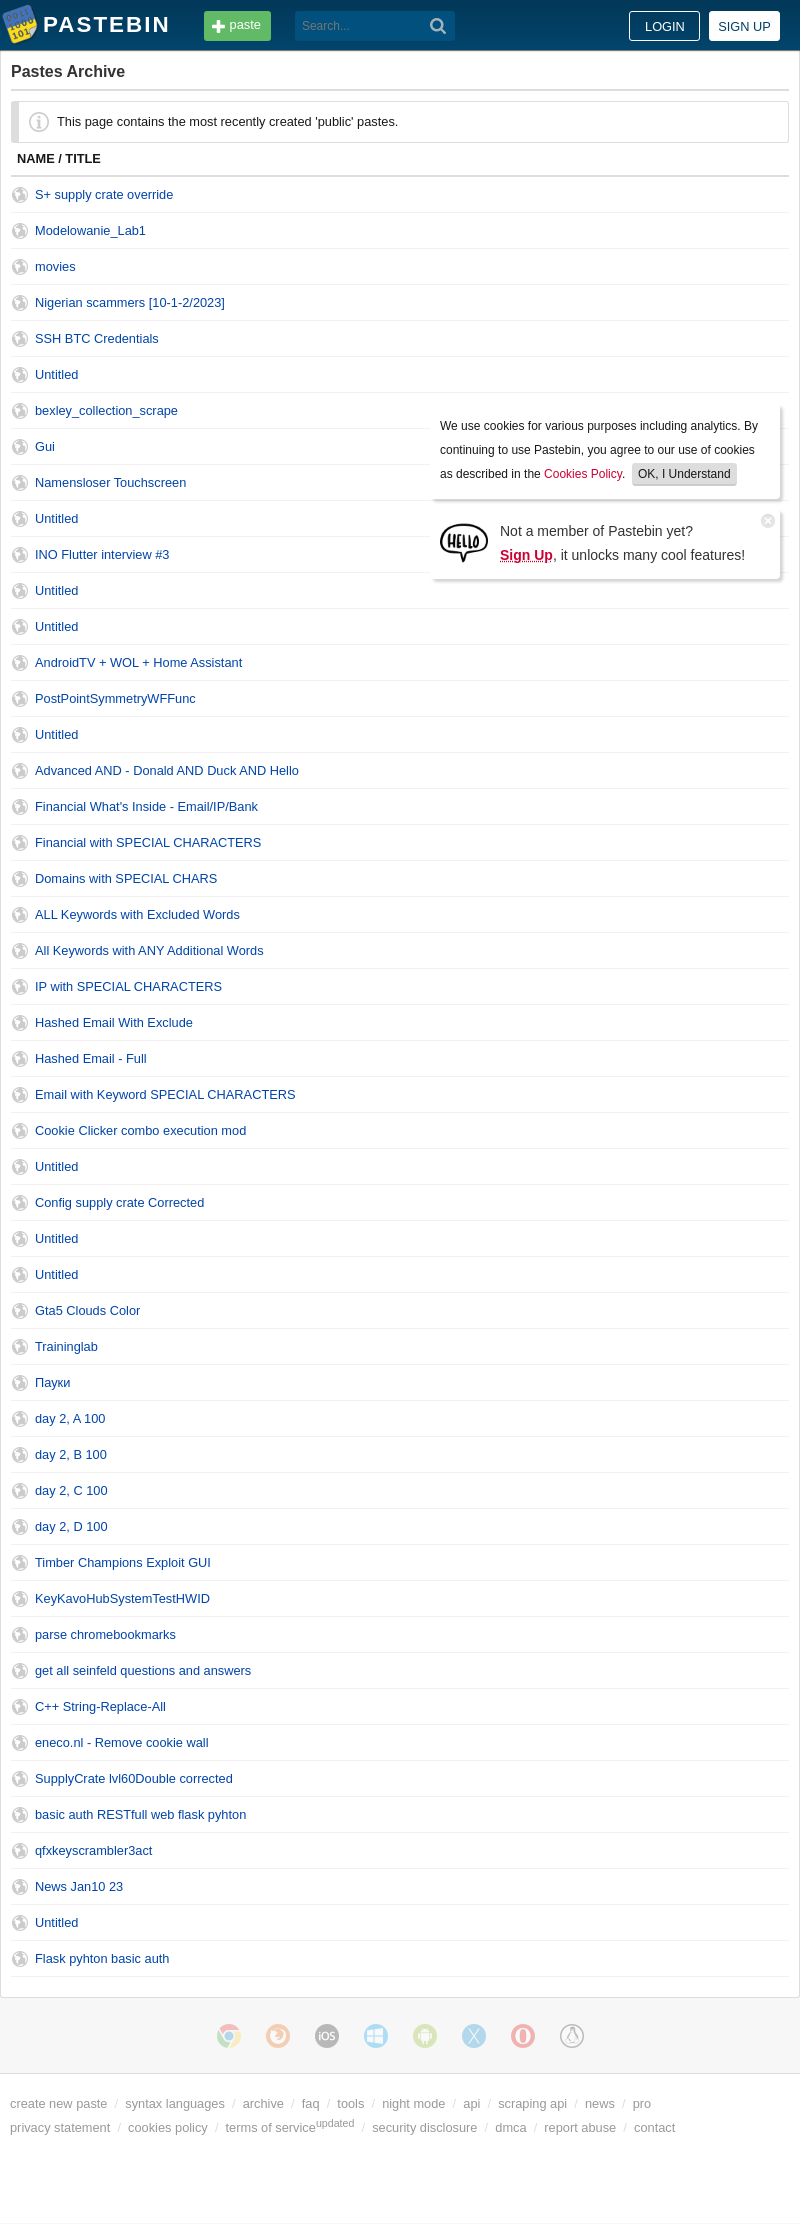 PASTEBIN paste Search... LOGIN SIGN UP
Pastes Archive
This page contains the most recently created 'public' pastes.
NAME / TITLE
S+ supply crate override
Modelowanie_Lab1
movies
Nigerian scammers [10-1-2/2023]
SSH BTC Credentials
Untitled
bexley_collection_scrape
Gui
Namensloser Touchscreen
Untitled
INO Flutter interview #3
Untitled
Untitled
AndroidTV + WOL + Home Assistant
PostPointSymmetryWFFunc
Untitled
Advanced AND - Donald AND Duck AND Hello
Financial What's Inside - Email/IP/Bank
Financial with SPECIAL CHARACTERS
Domains with SPECIAL CHARS
ALL Keywords with Excluded Words
All Keywords with ANY Additional Words
IP with SPECIAL CHARACTERS
Hashed Email With Exclude
Hashed Email - Full
Email with Keyword SPECIAL CHARACTERS
Cookie Clicker combo execution mod
Untitled
Config supply crate Corrected
Untitled
Untitled
Gta5 Clouds Color
Traininglab
Пауки
day 2, A 100
day 2, B 100
day 2, C 100
day 2, D 100
Timber Champions Exploit GUI
KeyKavoHubSystemTestHWID
parse chromebookmarks
get all seinfeld questions and answers
C++ String-Replace-All
eneco.nl - Remove cookie wall
SupplyCrate lvl60Double corrected
basic auth RESTfull web flask pyhton
qfxkeyscrambler3act
News Jan10 23
Untitled
Flask pyhton basic auth
We use cookies for various purposes including analytics. By
continuing to use Pastebin, you agree to our use of cookies
as described in the Cookies Policy. OK, I Understand
HELLO
Not a member of Pastebin yet?
Sign Up, it unlocks many cool features!
iOS
create new paste / syntax languages / archive / faq / tools / night mode / api / scraping api / news / pro
privacy statement / cookies policy / terms of service updated / security disclosure / dmca / report abuse / contact